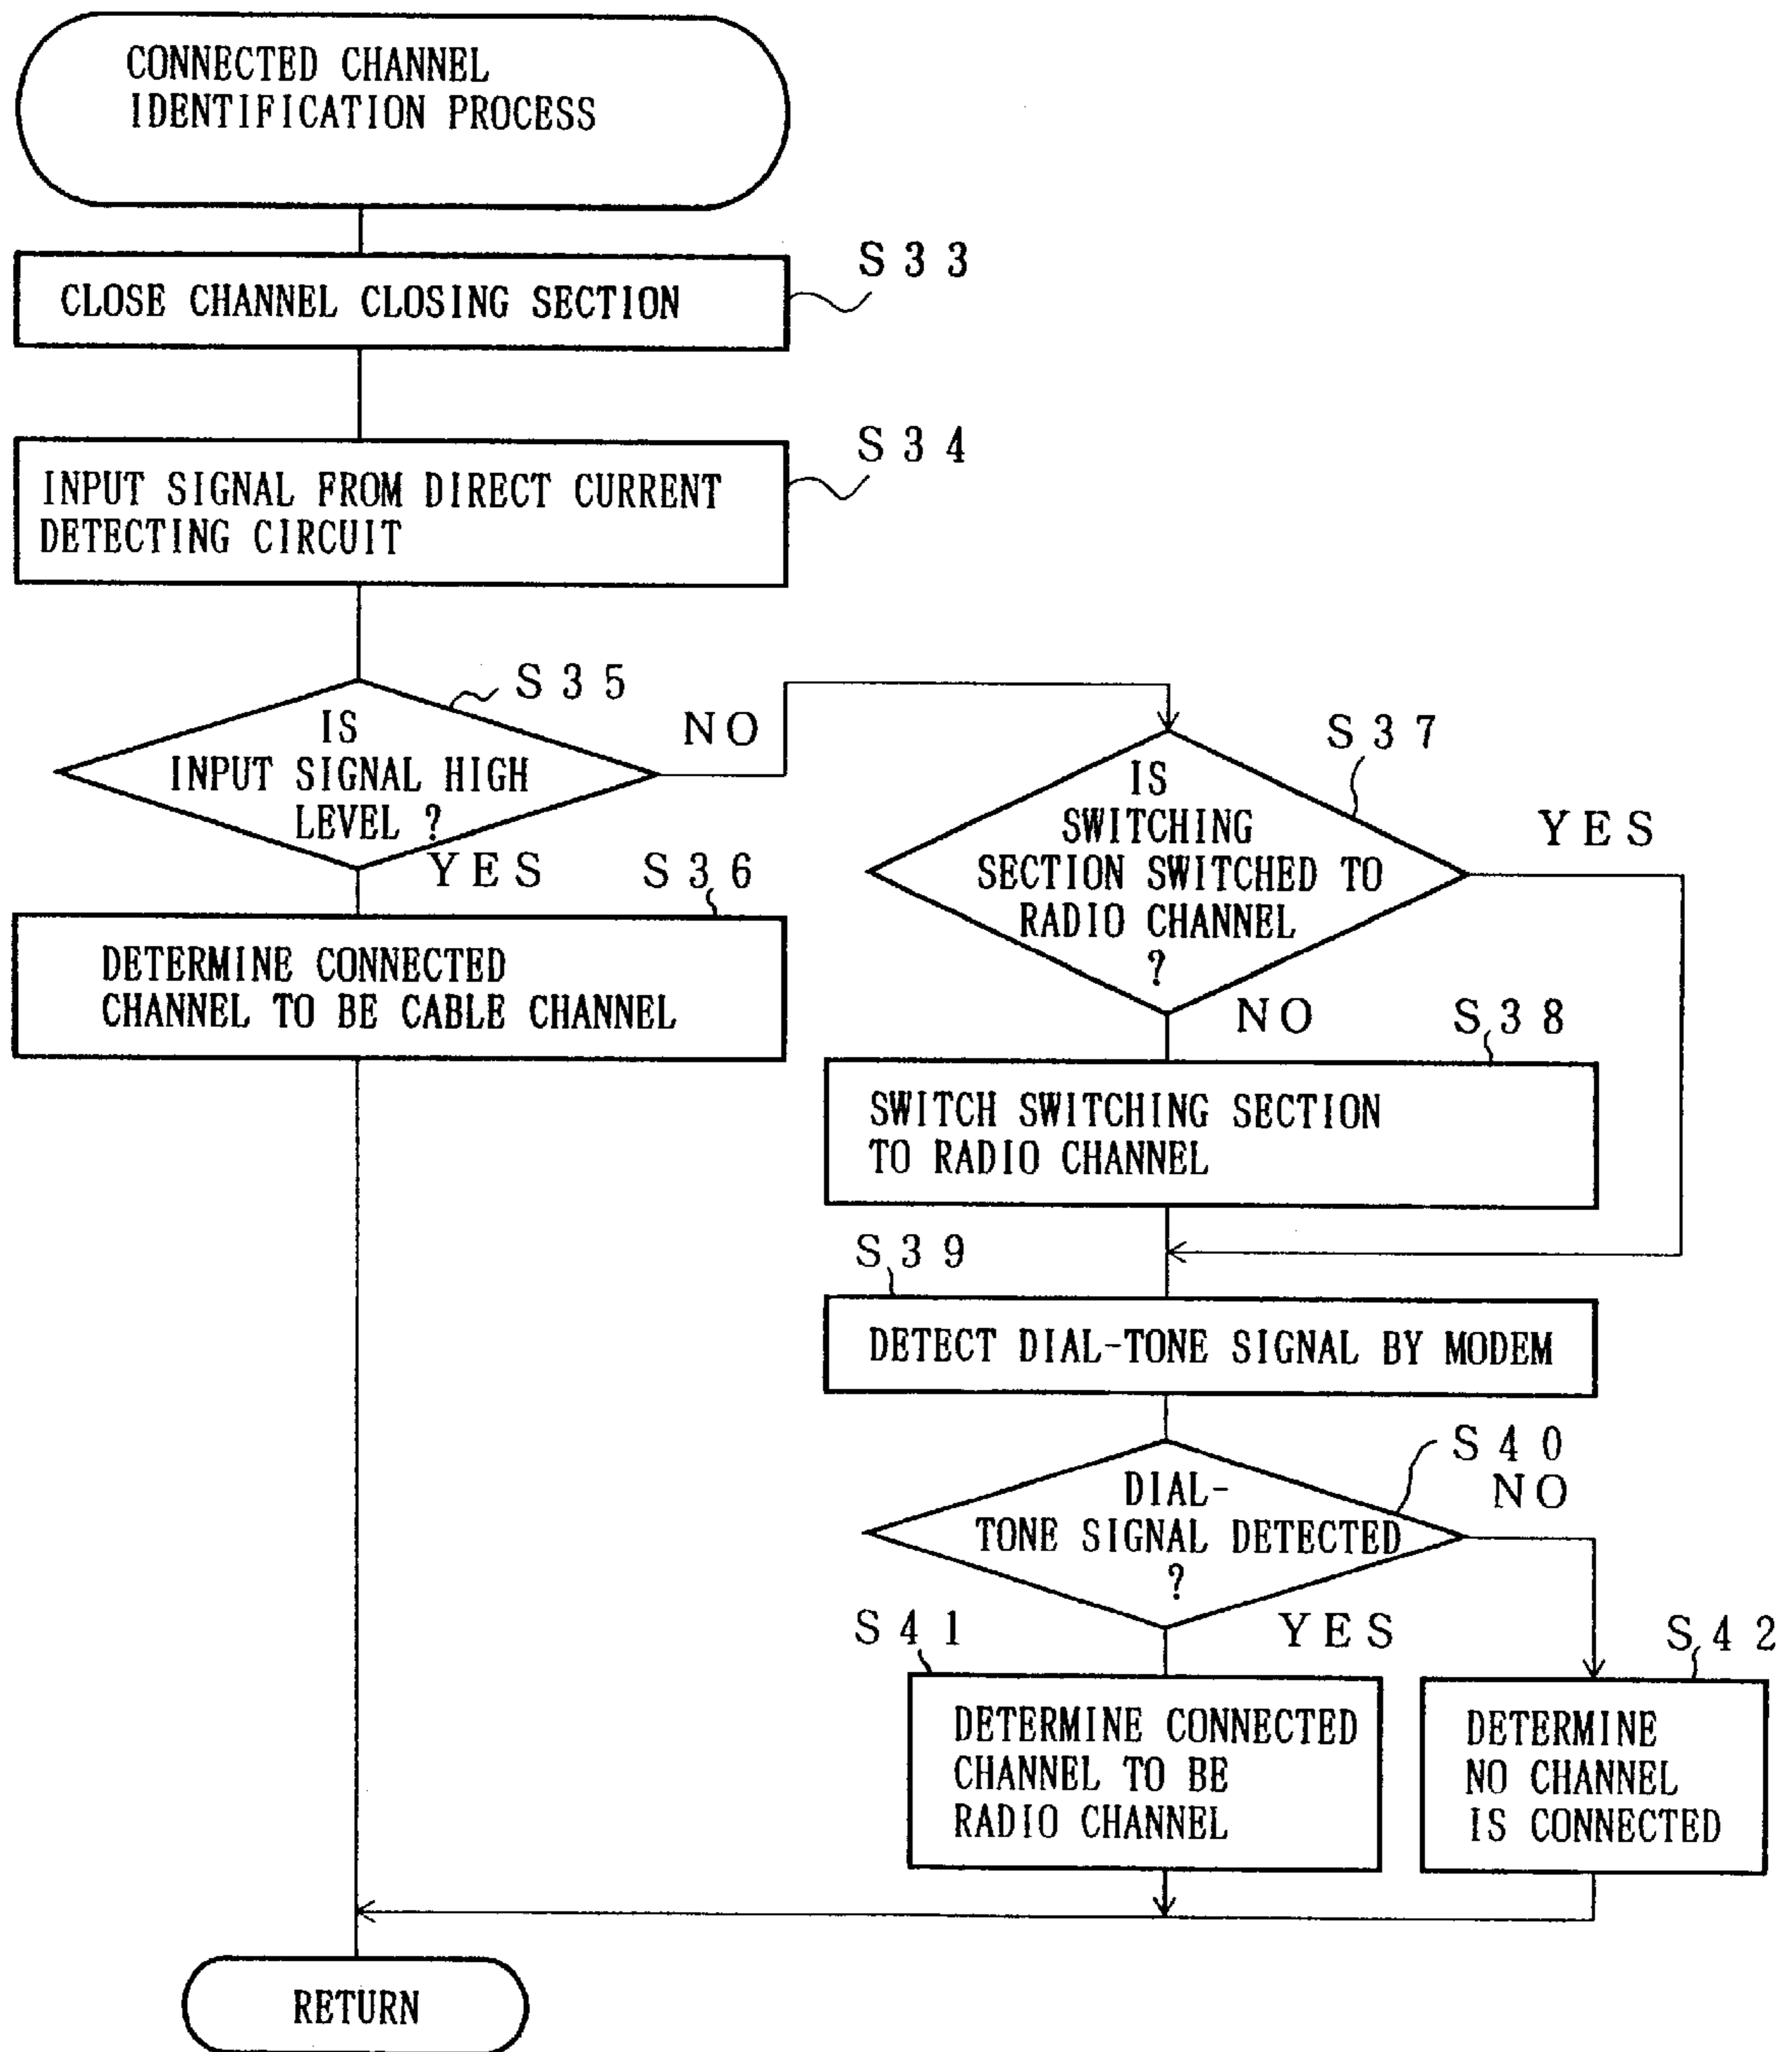 CONNECTED CHANNEL
IDENTIFICATION PROCESS
S33
CLOSE CHANNEL CLOSING SECTION
S34
INPUT SIGNAL FROM DIRECT CURRENT
DETECTING CIRCUIT
S35
IS
INPUT SIGNAL HIGH
LEVEL ?
NO
YES
S36
DETERMINE CONNECTED
CHANNEL TO BE CABLE CHANNEL
S37
IS
SWITCHING
SECTION SWITCHED TO
RADIO CHANNEL
?
YES
NO
S38
SWITCH SWITCHING SECTION
TO RADIO CHANNEL
S39
DETECT DIAL-TONE SIGNAL BY MODEM
S40
NO
DIAL-
TONE SIGNAL DETECTED
?
YES
S41
DETERMINE CONNECTED
CHANNEL TO BE
RADIO CHANNEL
S42
DETERMINE
NO CHANNEL
IS CONNECTED
RETURN